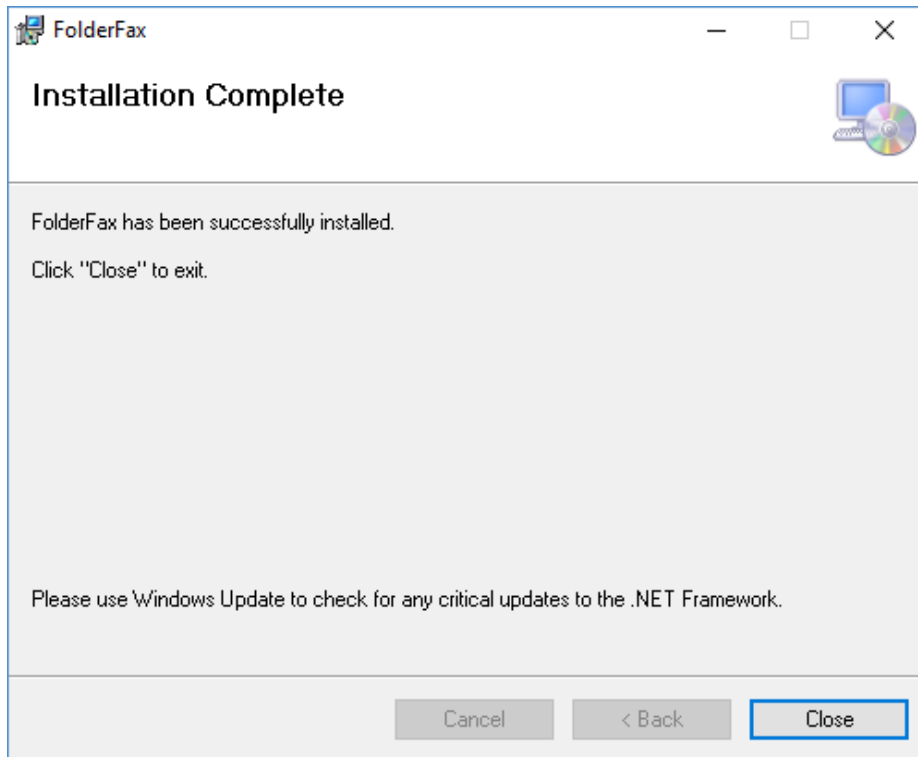 FolderFax
Installation Complete
FolderFax has been successfully installed.
Click "Close" to exit.
Please use Windows Update to check for any critical updates to the .NET Framework.
Cancel
< Back
Close